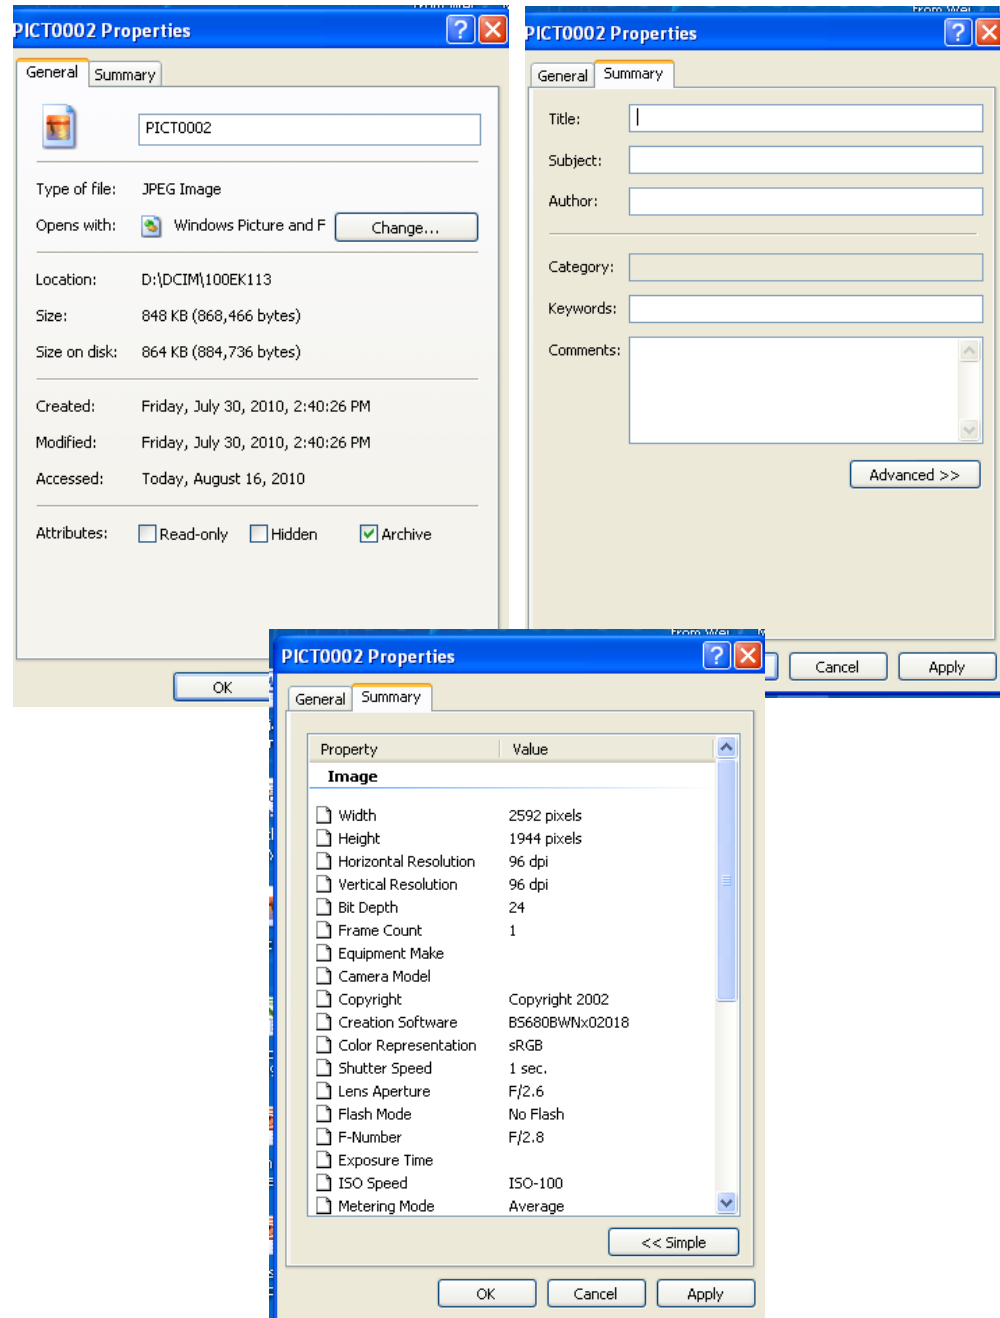 from Wei
PICT0002 Properties
General Summary
PICT0002
Type of file: JPEG Image
Opens with: Windows Picture and F Change...
Location: D:\DCIM\100EK113
Size: 848 KB (868,466 bytes)
Size on disk: 864 KB (884,736 bytes)
Created: Friday, July 30, 2010, 2:40:26 PM
Modified: Friday, July 30, 2010, 2:40:26 PM
Accessed: Today, August 16, 2010
Attributes: Read-only Hidden Archive
OK
from Wei
PICT0002 Properties
General Summary
Title:
Subject:
Author:
Category:
Keywords:
Comments:
Advanced >>
Cancel Apply
from Wei
PICT0002 Properties
General Summary
Property Value
Image
Width 2592 pixels
Height 1944 pixels
Horizontal Resolution 96 dpi
Vertical Resolution 96 dpi
Bit Depth 24
Frame Count 1
Equipment Make
Camera Model
Copyright Copyright 2002
Creation Software BS680BWNx02018
Color Representation sRGB
Shutter Speed 1 sec.
Lens Aperture F/2.6
Flash Mode No Flash
F-Number F/2.8
Exposure Time
ISO Speed ISO-100
Metering Mode Average
<< Simple
OK Cancel Apply